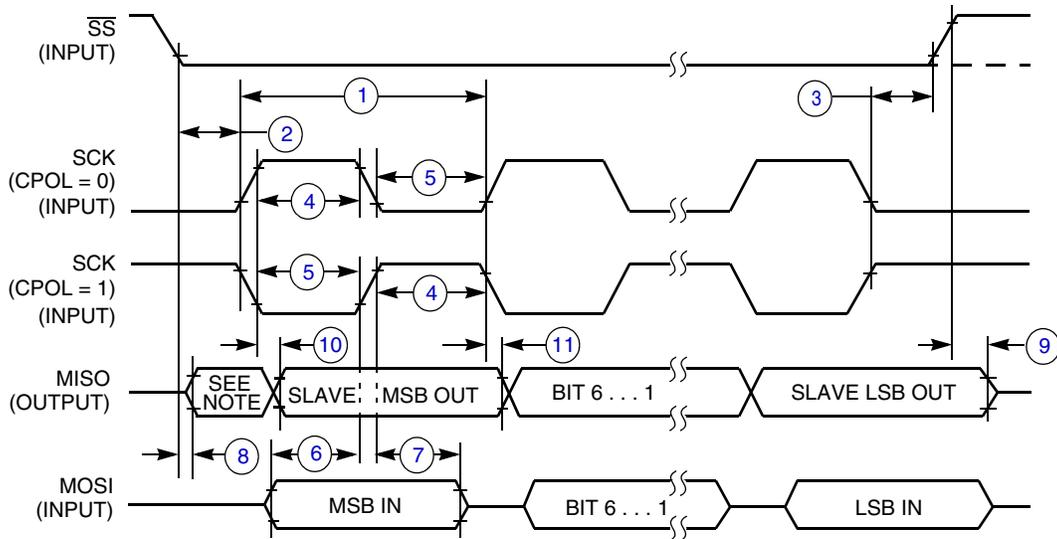 SS
(INPUT)
1
3
2
SCK
(CPOL = 0)
(INPUT)
5
4
SCK
(CPOL = 1)
(INPUT)
5
4
10
11
9
MISO
(OUTPUT)
SEE
NOTE
SLAVE
MSB OUT
BIT 6 . . . 1
SLAVE LSB OUT
8
6
7
MOSI
(INPUT)
MSB IN
BIT 6 . . . 1
LSB IN